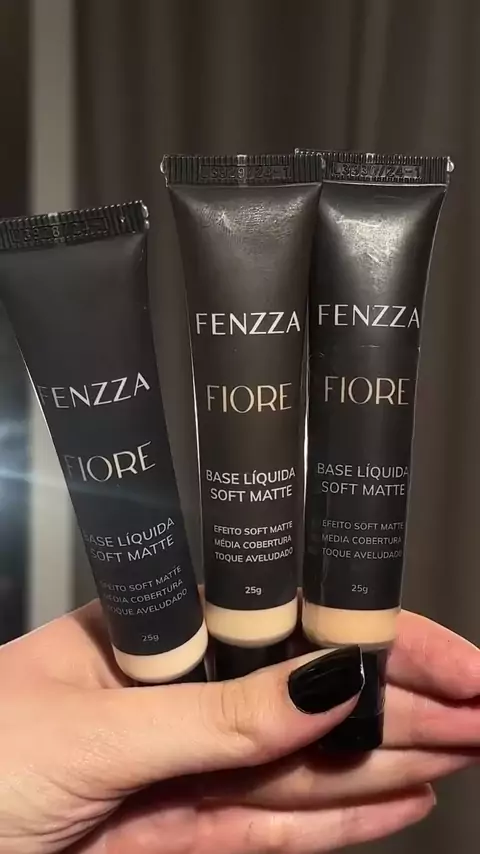 FENZZA
FIORE
BASE LÍQUIDA
SOFT MATTE
EFEITO SOFT MATTE
MÉDIA COBERTURA
TOQUE AVELUDADO
25g
FENZZA
FIORE
BASE LÍQUIDA
SOFT MATTE
EFEITO SOFT MATTE
MÉDIA COBERTURA
TOQUE AVELUDADO
25g
FENZZA
FIORE
BASE LÍQUIDA
SOFT MATTE
EFEITO SOFT MATTE
MÉDIA COBERTURA
TOQUE AVELUDADO
25g